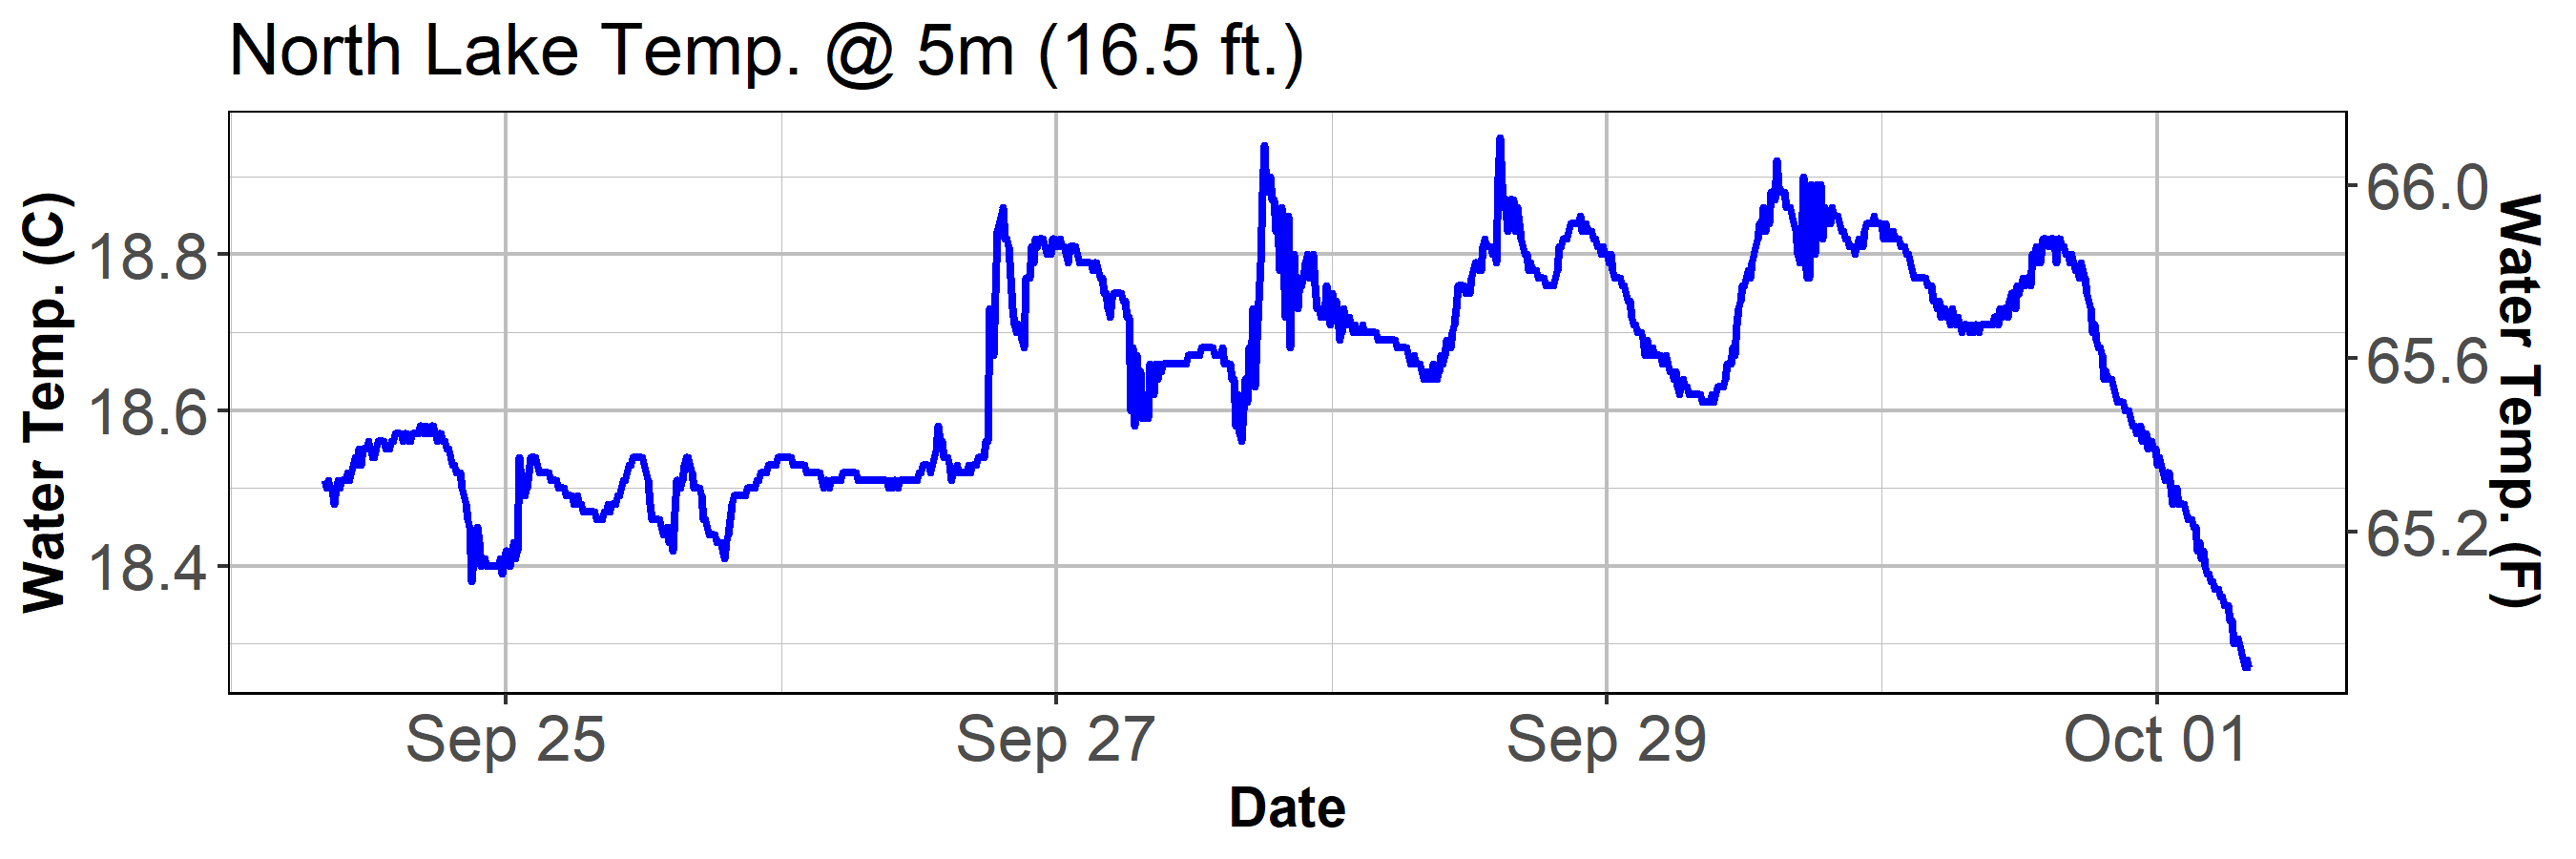 North Lake Temp. @ 5m (16.5 ft.)
Water Temp. (C)
18.8
18.6
18.4
66.0
65.6
65.2
Water Temp. (F)
Sep 25
Sep 27
Sep 29
Oct 01
Date